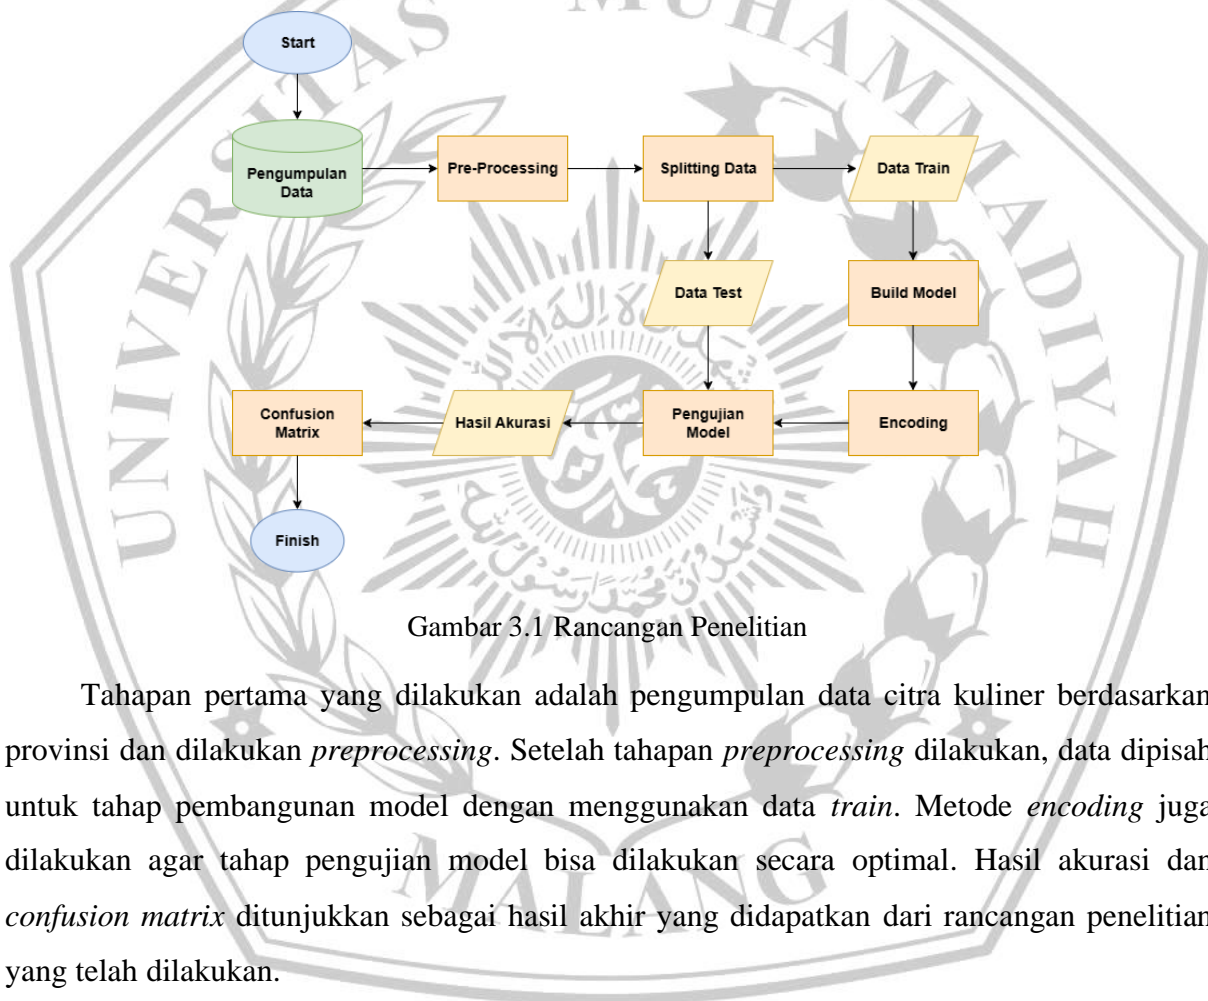 UNIVERSITAS MUHAMMADIYAH
MALANG
Start
Pengumpulan
Data
Pre-Processing
Splitting Data
Data Train
Data Test
Build Model
Confusion
Matrix
Hasil Akurasi
Pengujian
Model
Encoding
Finish
Gambar 3.1 Rancangan Penelitian
Tahapan pertama yang dilakukan adalah pengumpulan data citra kuliner berdasarkan
provinsi dan dilakukan preprocessing. Setelah tahapan preprocessing dilakukan, data dipisah
untuk tahap pembangunan model dengan menggunakan data train. Metode encoding juga
dilakukan agar tahap pengujian model bisa dilakukan secara optimal. Hasil akurasi dan
confusion matrix ditunjukkan sebagai hasil akhir yang didapatkan dari rancangan penelitian
yang telah dilakukan.